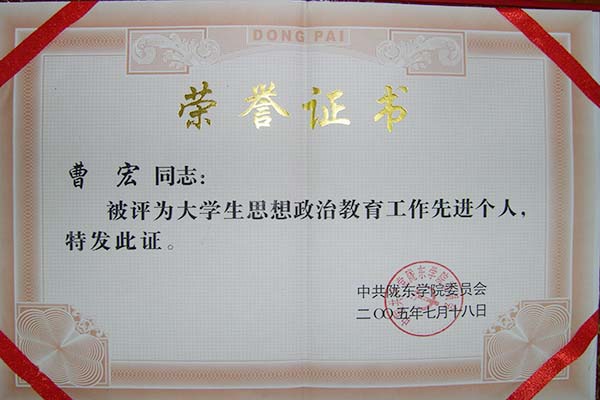 DONG PAI
荣誉证书
曹宏同志：
被评为大学生思想政治教育工作先进个人，
特发此证。
中共陇东学院委员会
二〇〇五年七月十八日